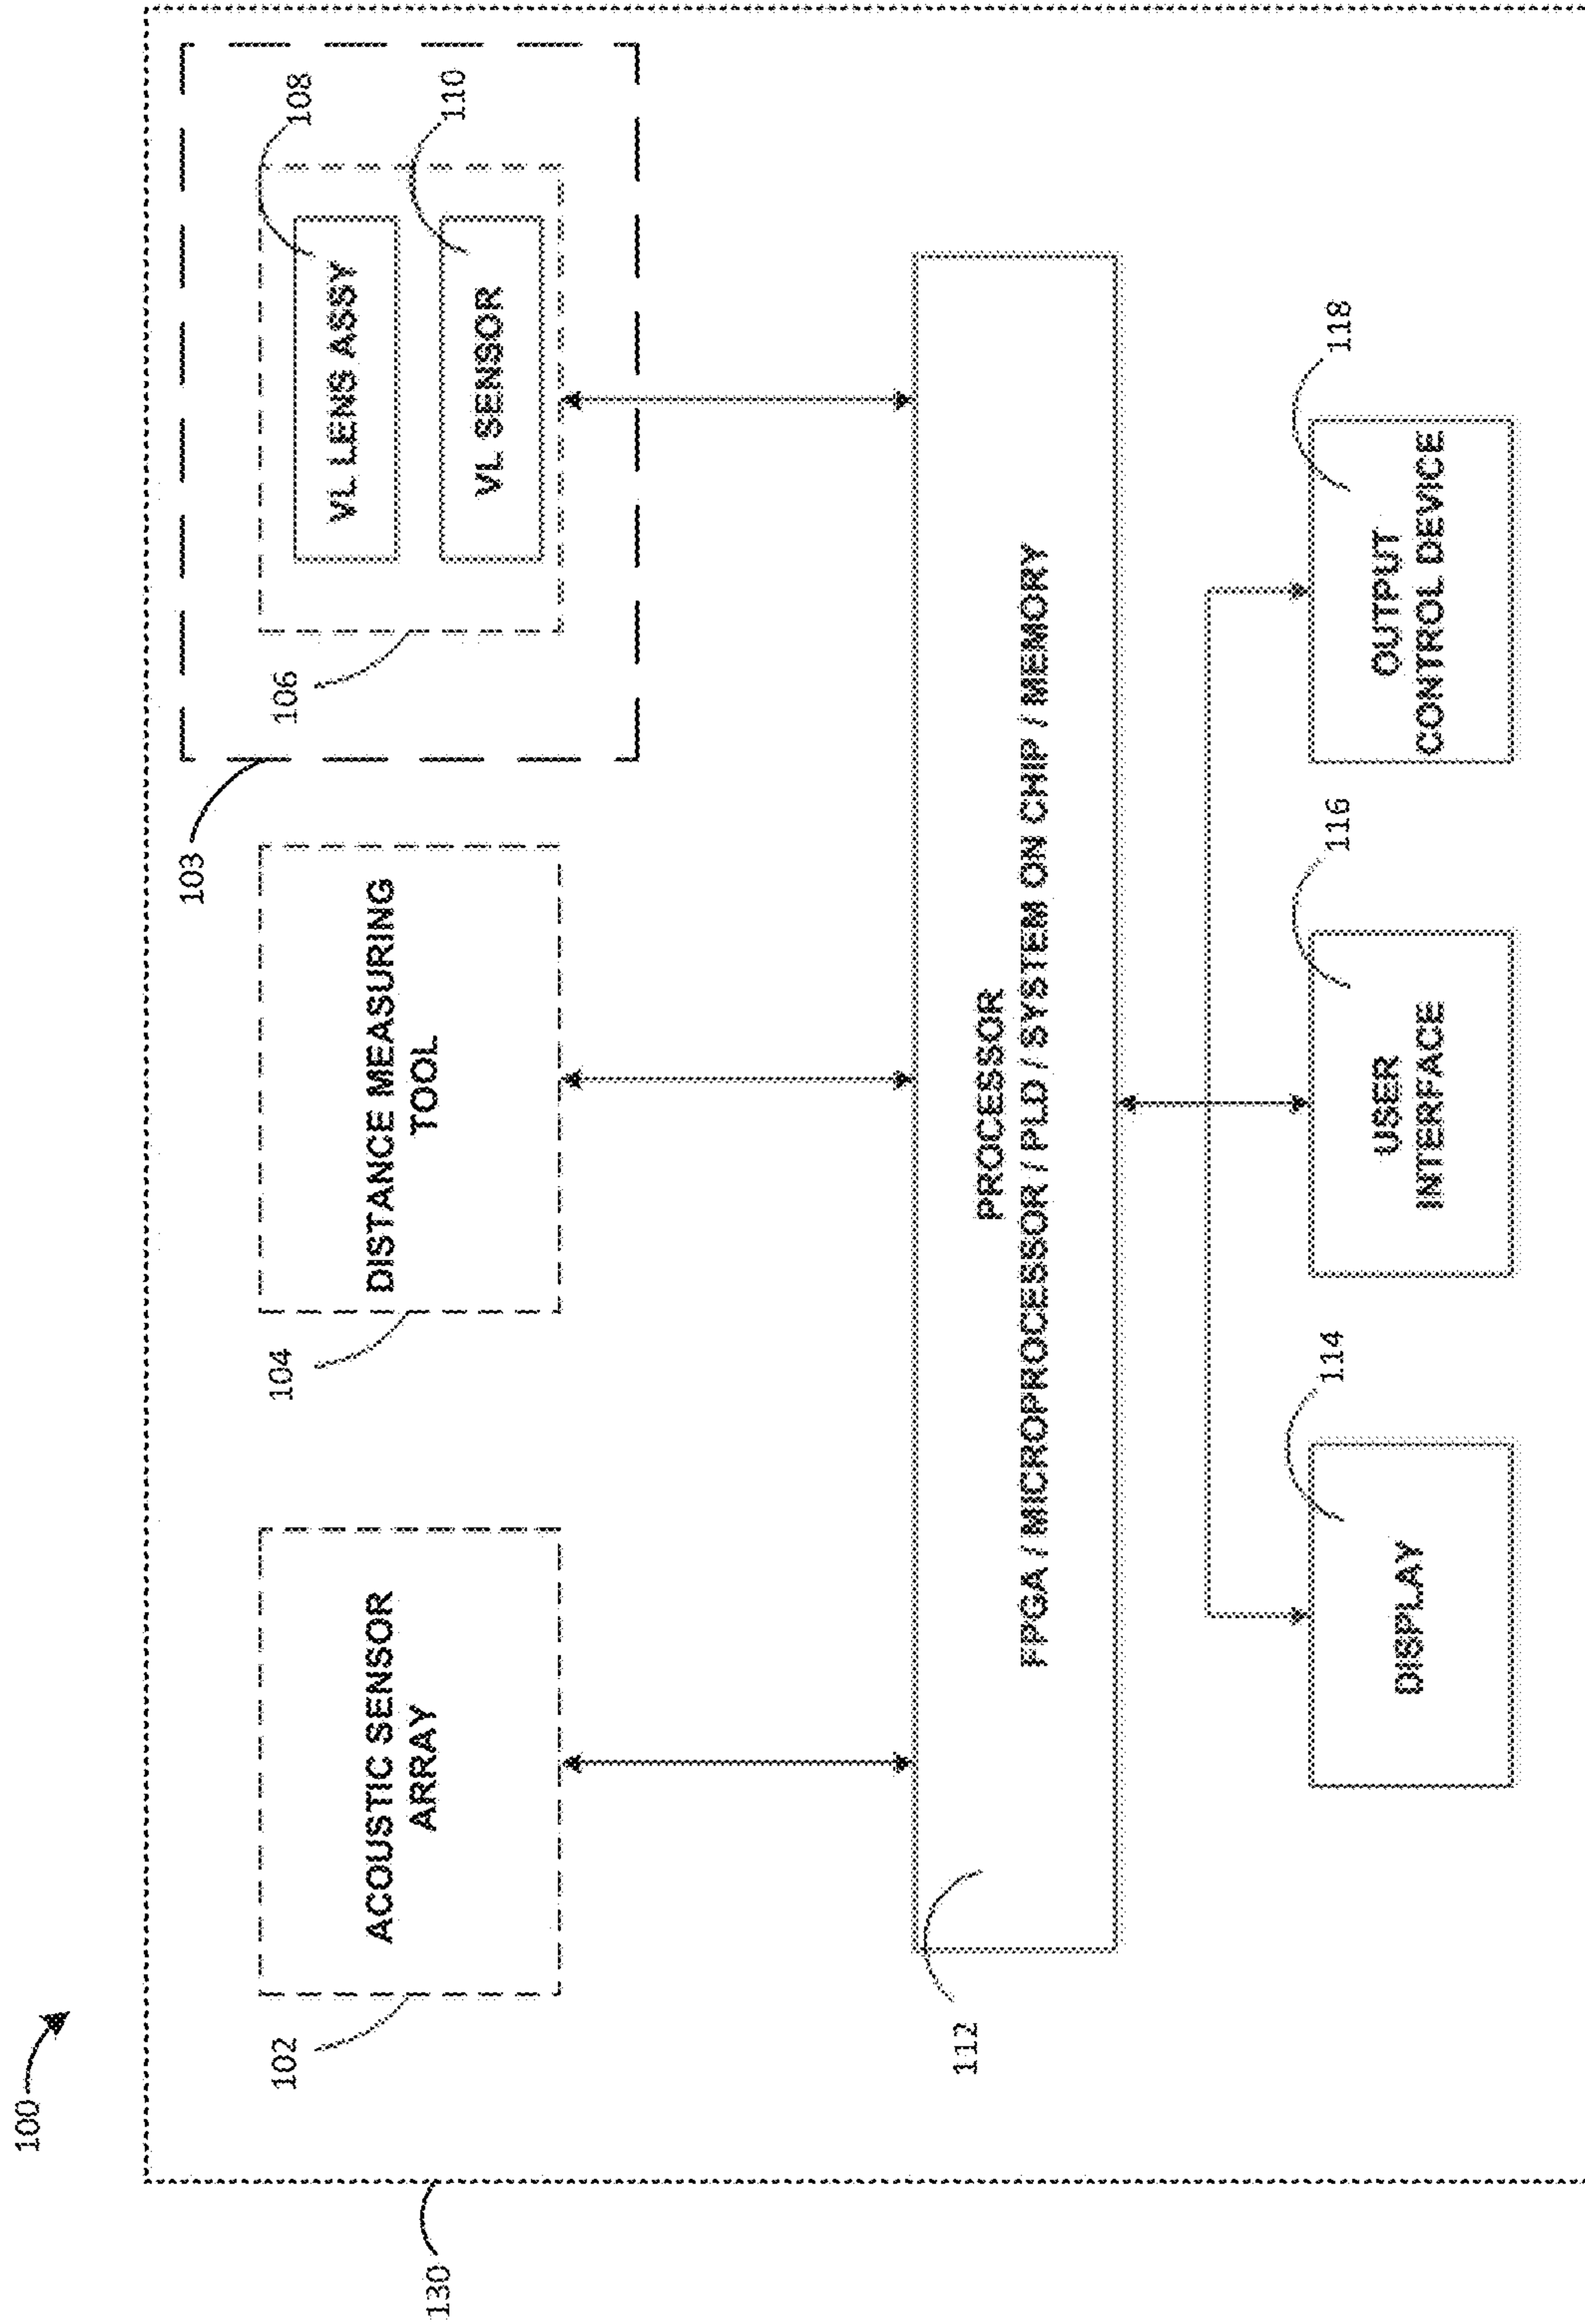 100
130
102
ACOUSTIC SENSOR
ARRAY
104
DISTANCE MEASURING
TOOL
103
106
VL LENS ASSY
108
VL SENSOR
110
112
PROCESSOR
FPGA / MICROPROCESSOR / PLD / SYSTEM ON CHIP / MEMORY
114
DISPLAY
116
USER
INTERFACE
118
OUTPUT
CONTROL DEVICE